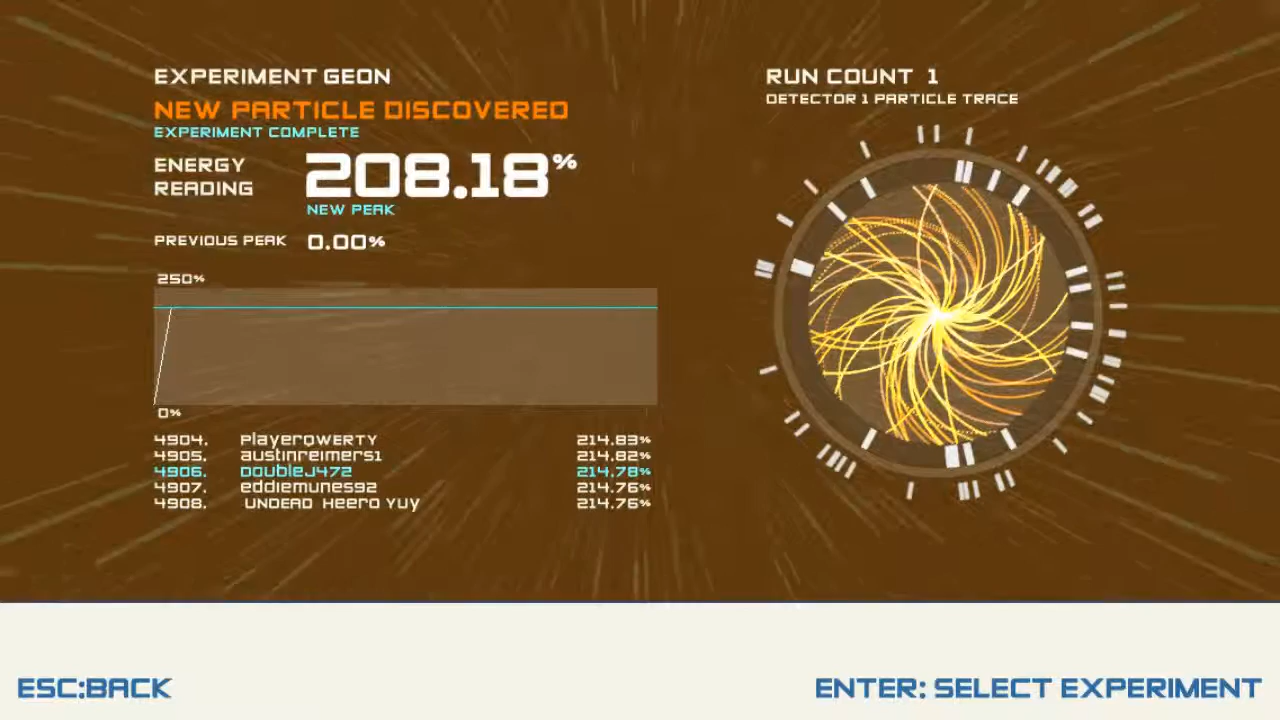 EXPERIMENT GEON
NEW PARTICLE DISCOVERED
EXPERIMENT COMPLETE
ENERGY READING 208.18%
NEW PEAK
PREVIOUS PEAK 0.00%
250%
0%
4904. PlayerQWERTY 214.83%
4905. austinreimers1 214.82%
4906. DoubleJ472 214.78%
4907. eddiemunes92 214.76%
4908. UNDEAD Heero YUY 214.76%
RUN COUNT 1
DETECTOR 1 PARTICLE TRACE
ESC:BACK
ENTER: SELECT EXPERIMENT